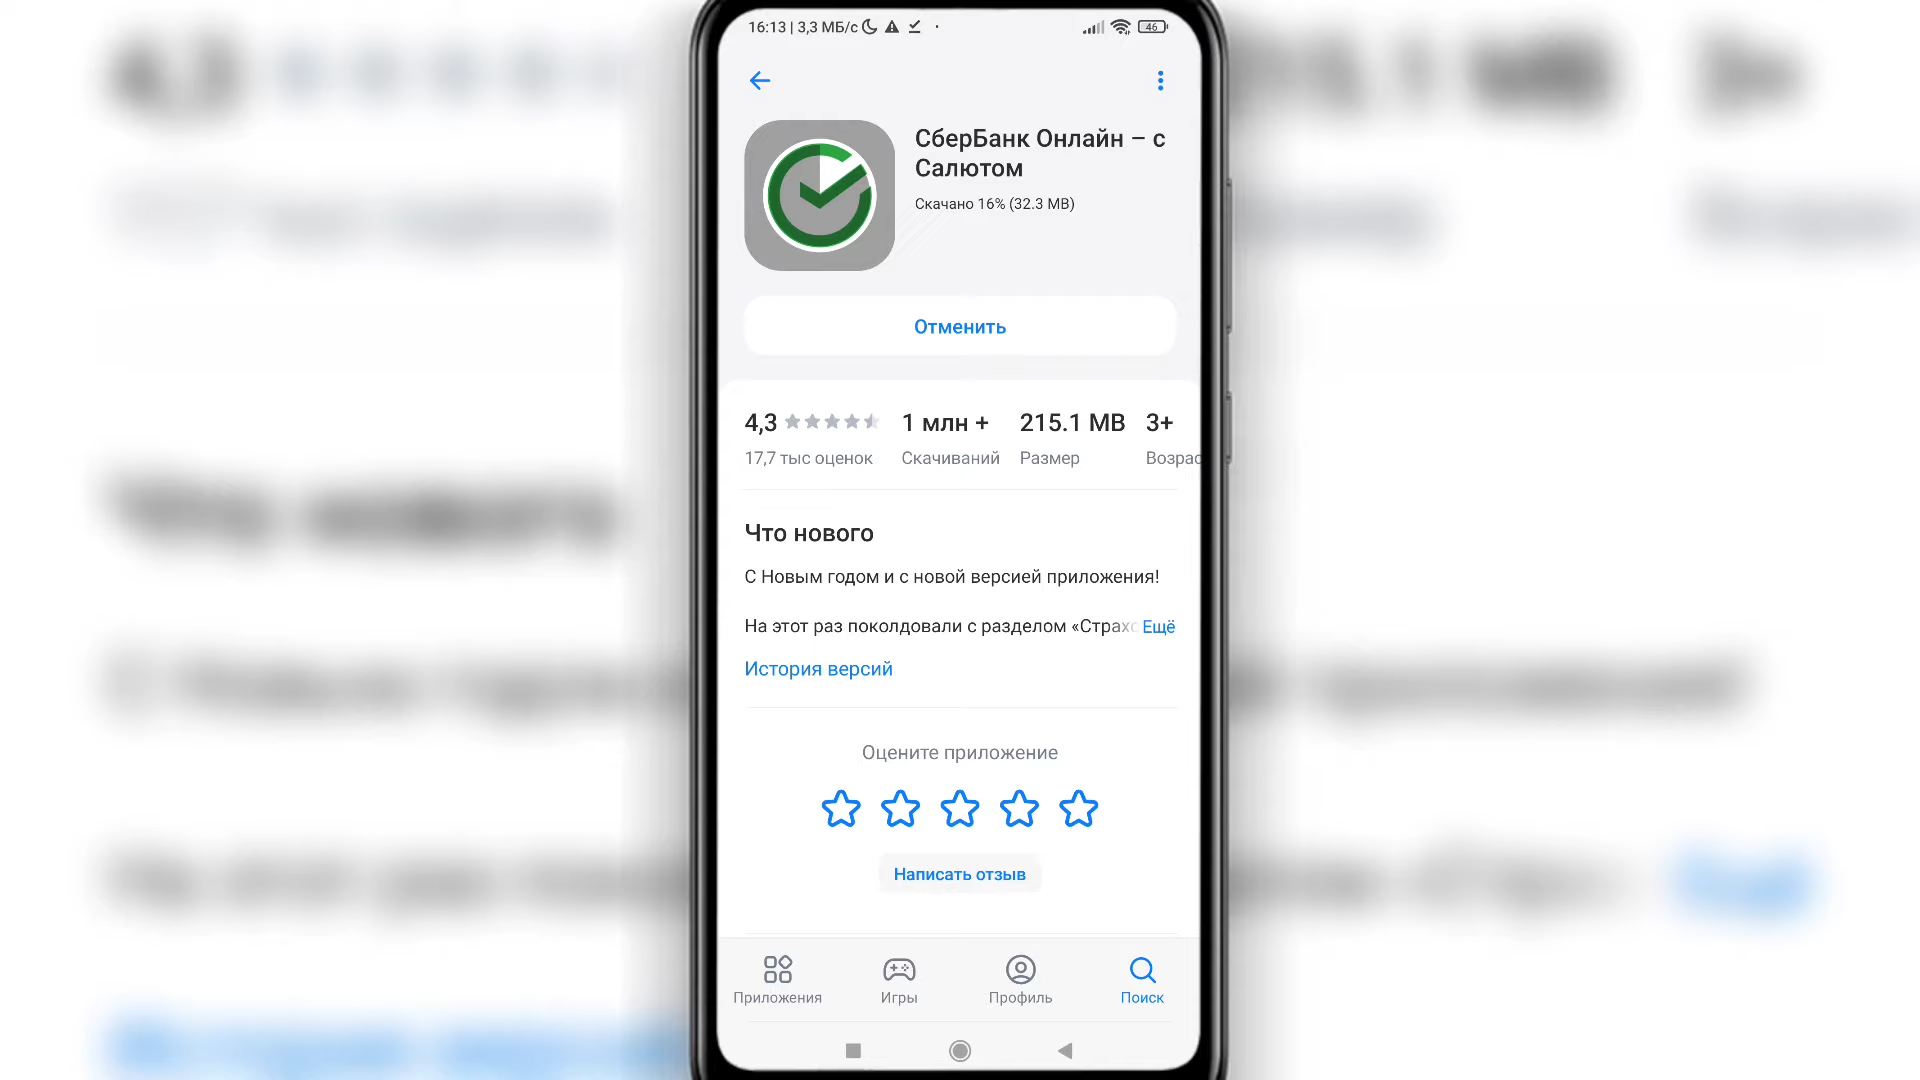 16:13 | 3,3 МБ/с
46
СберБанк Онлайн – с
Салютом
Скачано 16% (32.3 MB)
Отменить
4,3 1 млн + 215.1 MB 3+
17,7 тыс оценок Скачиваний Размер Возрас
Что нового
С Новым годом и с новой версией приложения!
На этот раз поколдовали с разделом «Страхо Ещё
История версий
Оцените приложение
Написать отзыв
Приложения Игры Профиль Поиск